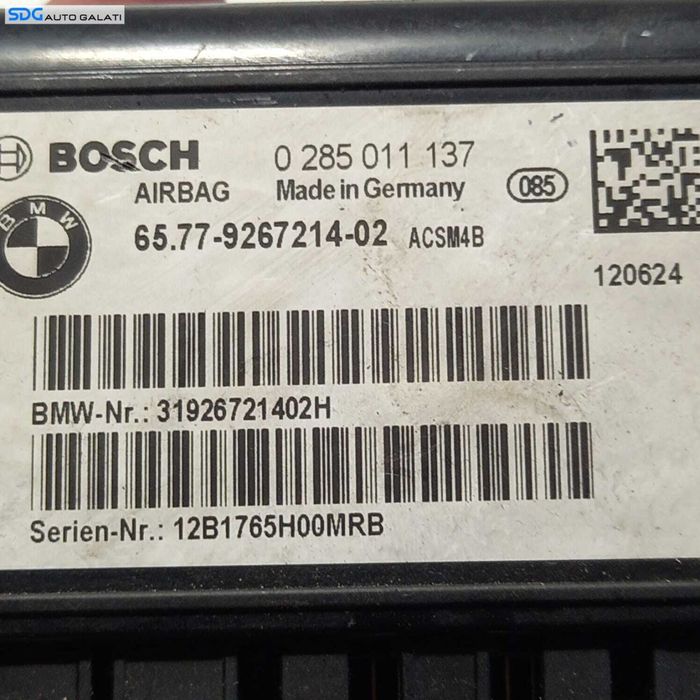 SDG AUTO GALATI
BOSCH 0 285 011 137
AIRBAG Made in Germany 085
BMW
65.77-9267214-02 ACSM4B
120624
BMW-Nr.: 31926721402H
Serien-Nr.: 12B1765H00MRB